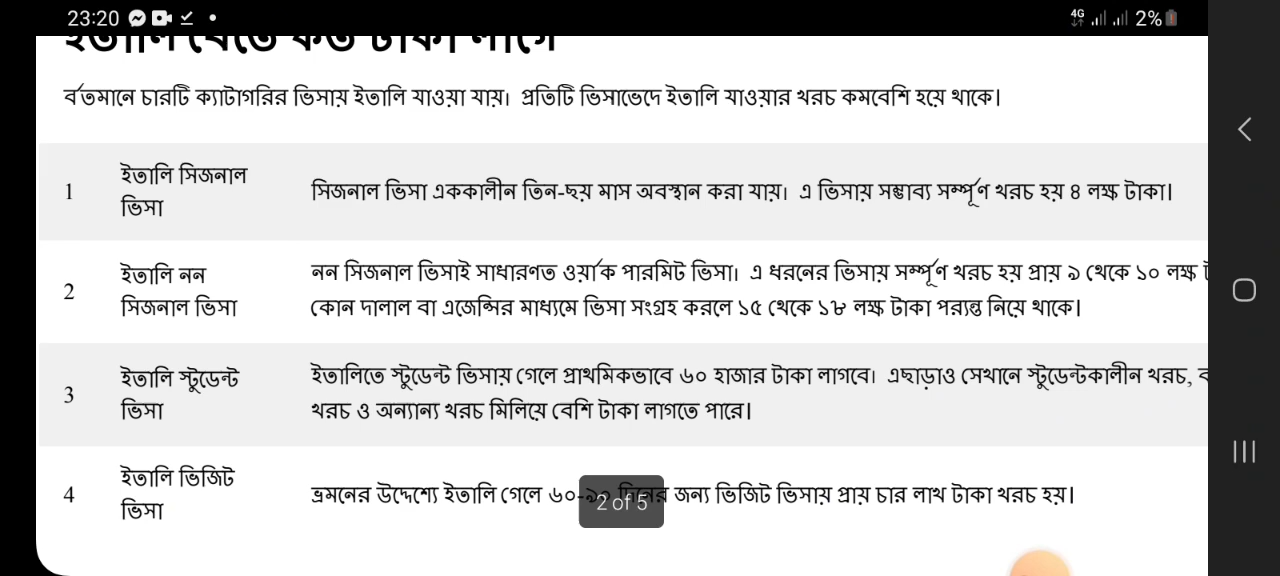 23:20
4G 2%
ইতালি যেতে কত টাকা লাগে
বর্তমানে চারটি ক্যাটাগরির ভিসায় ইতালি যাওয়া যায়। প্রতিটি ভিসাভেদে ইতালি যাওয়ার খরচ কমবেশি হয়ে থাকে।
1
ইতালি সিজনাল
ভিসা
সিজনাল ভিসা এককালীন তিন-ছয় মাস অবস্থান করা যায়। এ ভিসায় সম্ভাব্য সম্পূর্ণ খরচ হয় ৪ লক্ষ টাকা।
2
ইতালি নন
সিজনাল ভিসা
নন সিজনাল ভিসাই সাধারণত ওয়ার্ক পারমিট ভিসা। এ ধরনের ভিসায় সম্পূর্ণ খরচ হয় প্রায় ৯ থেকে ১০ লক্ষ
কোন দালাল বা এজেন্সির মাধ্যমে ভিসা সংগ্রহ করলে ১৫ থেকে ১৮ লক্ষ টাকা পর‍্যন্ত নিয়ে থাকে।
3
ইতালি স্টুডেন্ট
ভিসা
ইতালিতে স্টুডেন্ট ভিসায় গেলে প্রাথমিকভাবে ৬০ হাজার টাকা লাগবে। এছাড়াও সেখানে স্টুডেন্টকালীন খরচ,
খরচ ও অন্যান্য খরচ মিলিয়ে বেশি টাকা লাগতে পারে।
4
ইতালি ভিজিট
ভিসা
ভ্রমনের উদ্দেশ্যে ইতালি গেলে ৬০-৯০ দিনের জন্য ভিজিট ভিসায় প্রায় চার লাখ টাকা খরচ হয়।
2 of 5